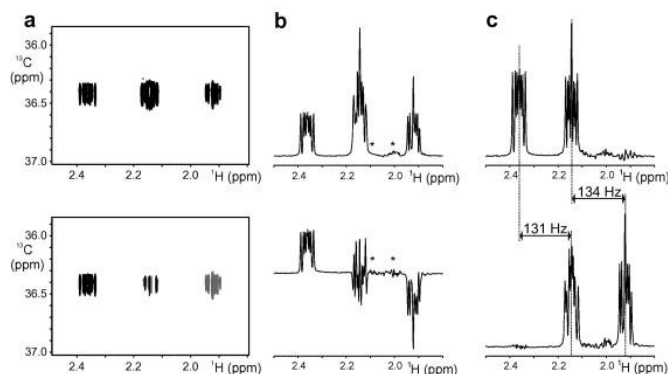 a
b
c
36.0
¹³C
(ppm)
36.5
37.0
2.4
2.2
2.0
¹H (ppm)
*
*
2.4
2.2
2.0
¹H (ppm)
2.4
2.2
2.0
¹H (ppm)
134 Hz
131 Hz
36.0
¹³C
(ppm)
36.5
37.0
2.4
2.2
2.0
¹H (ppm)
*
*
2.4
2.2
2.0
¹H (ppm)
2.4
2.2
2.0
¹H (ppm)